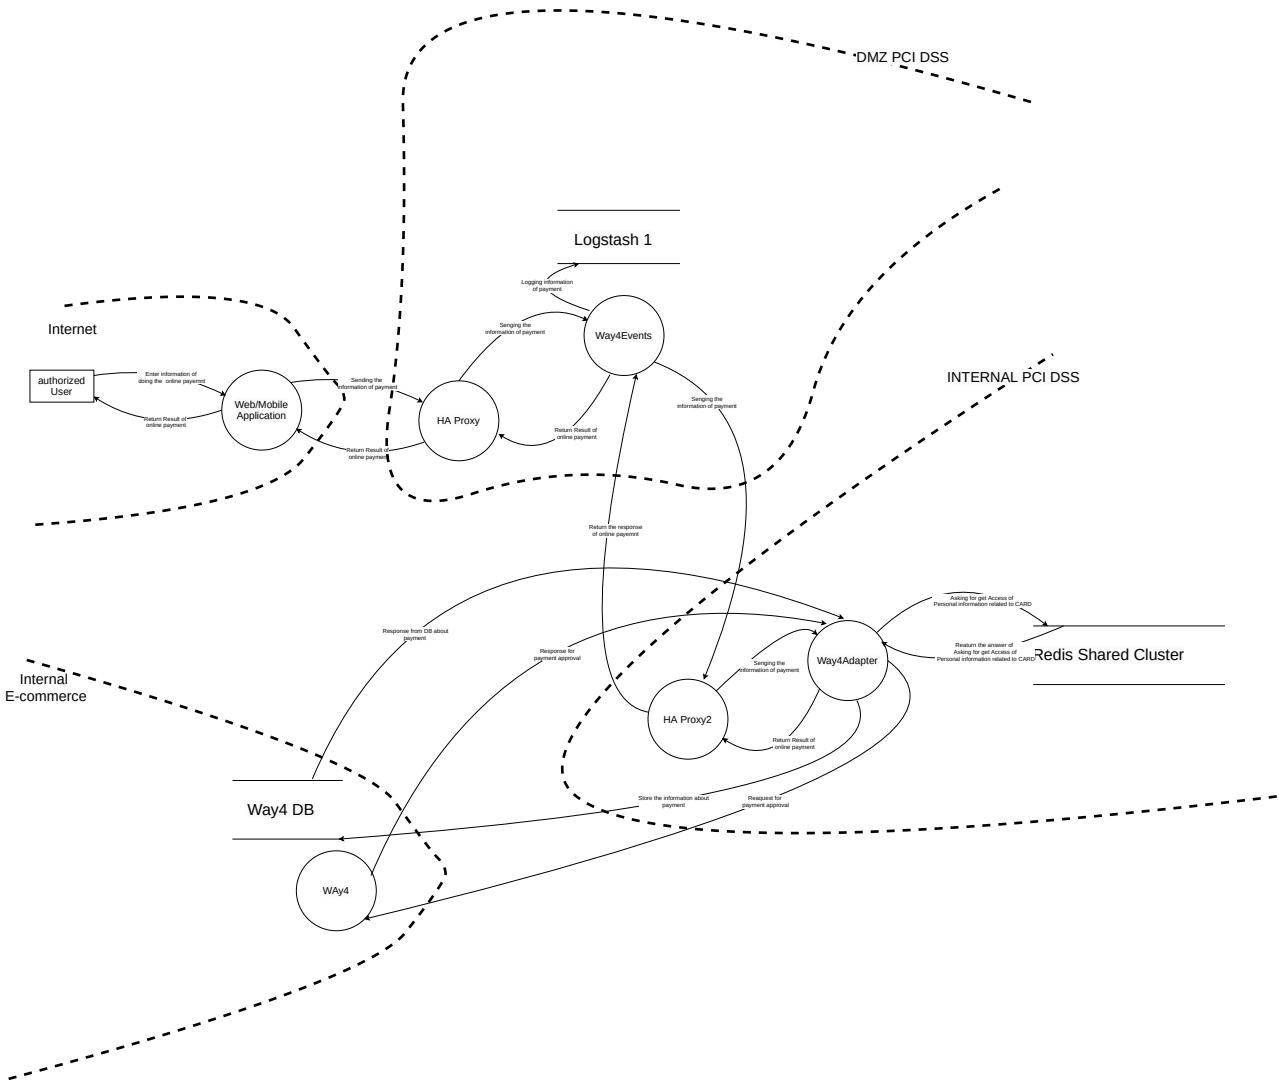 DMZ PCI DSS
Logstash 1
Logging information
of payment
Internet
Senging the
information of payment
Way4Events
authorized
User
Enter information of
doing the online payemnt
Sending the
information of payment
INTERNAL PCI DSS
Web/Mobile
Application
HA Proxy
Senging the
information of payment
Return Result of
online payment
Return Result of
online payment
Return Result of
online payment
Return the response
of online payemnt
Asking for get Access of
Personal information related to CARD
Response from DB about
payment
Response for
payment approval
Reaturn the answer of
Asking for get Access of
Personal information related to CARD
Redis Shared Cluster
Way4Adapter
Senging the
information of payment
Internal
E-commerce
HA Proxy2
Return Result of
online payment
Way4 DB
Store the information about
payment
Reaquest for
payment approval
WAy4